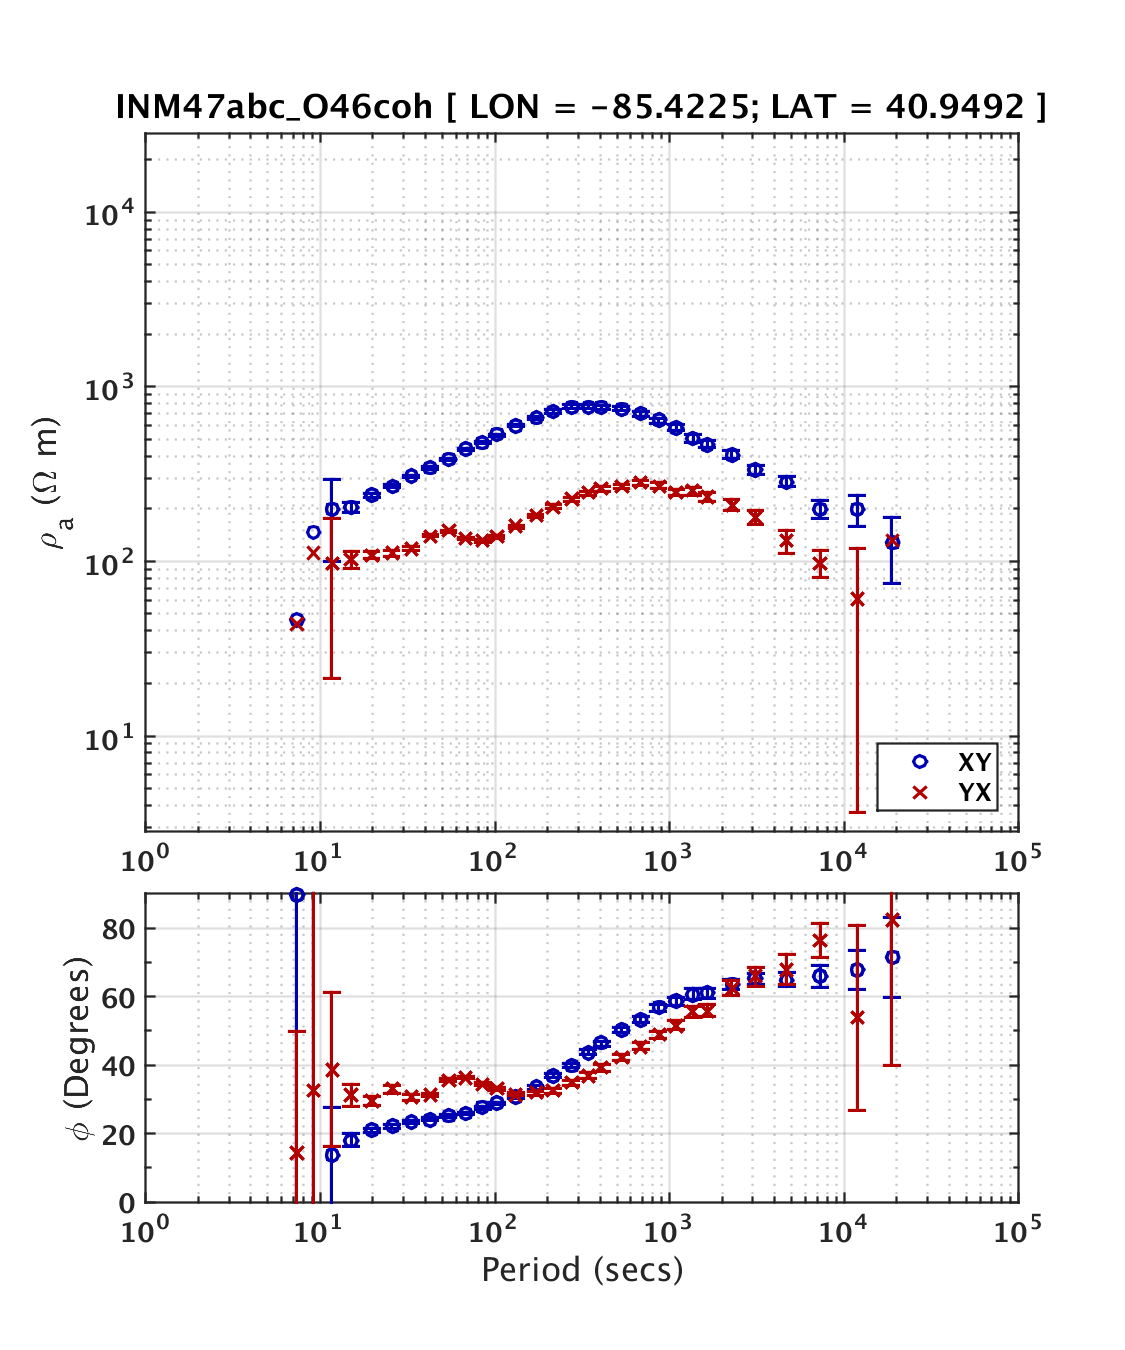 INM47abc_O46coh [ LON = −85.4225; LAT = 40.9492 ]
ρa (Ω m)
10^4
10^3
10^2
10^1
XY
YX
10^0 10^1 10^2 10^3 10^4 10^5
ϕ (Degrees)
80
60
40
20
0
10^0 10^1 10^2 10^3 10^4 10^5
Period (secs)